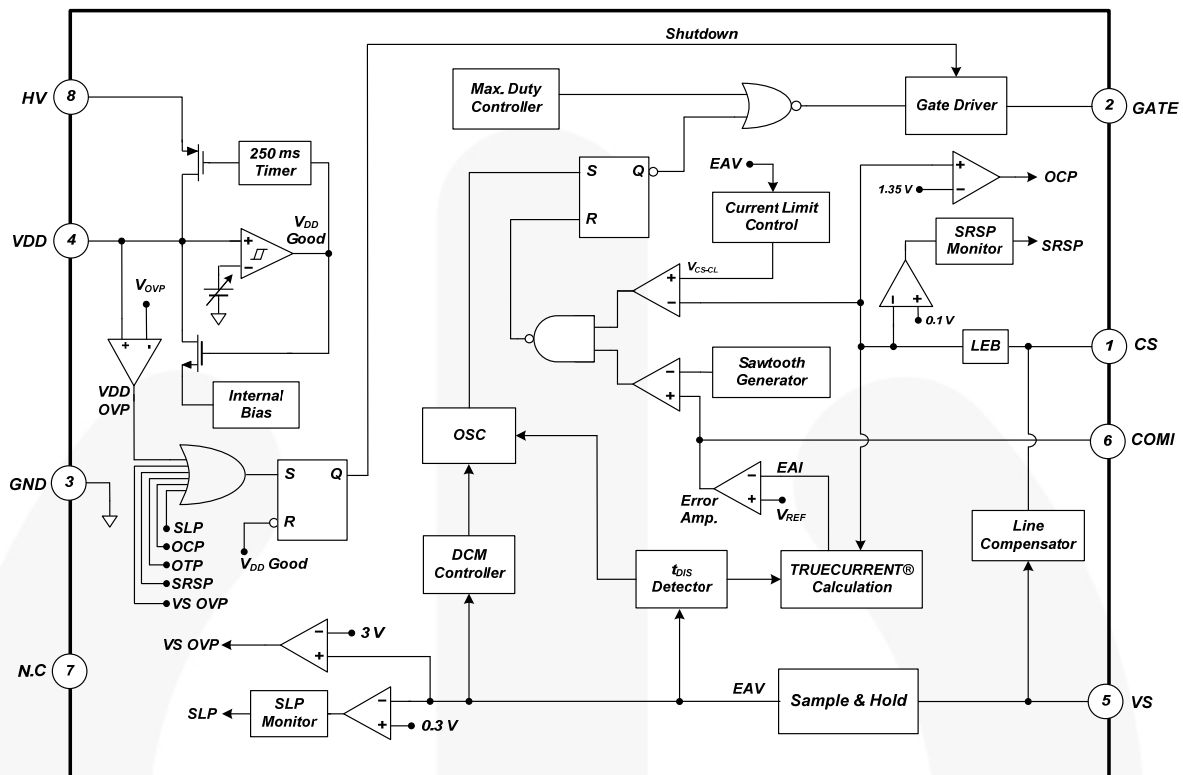 Shutdown
HV
8
Max. Duty
Controller
Gate Driver
2
GATE
250 ms
Timer
S
Q
R
EAV
Current Limit
Control
+
1.35 V
−
OCP
VDD
4
VDD
Good
+
−
SRSP
Monitor
SRSP
VCS-CL
+
−
VOVP
−
+
0.1 V
+
-
LEB
1
CS
VDD
OVP
Internal
Bias
−
+
Sawtooth
Generator
OSC
6
COMI
GND
3
S
Q
R
EAI
−
+
VREF
Error
Amp.
SLP
OCP
OTP
SRSP
VS OVP
VDD Good
Line
Compensator
DCM
Controller
tDIS
Detector
TRUECURRENT®
Calculation
VS OVP
−
+
3 V
N.C
7
EAV
Sample & Hold
5
VS
SLP
SLP
Monitor
−
+
0.3 V